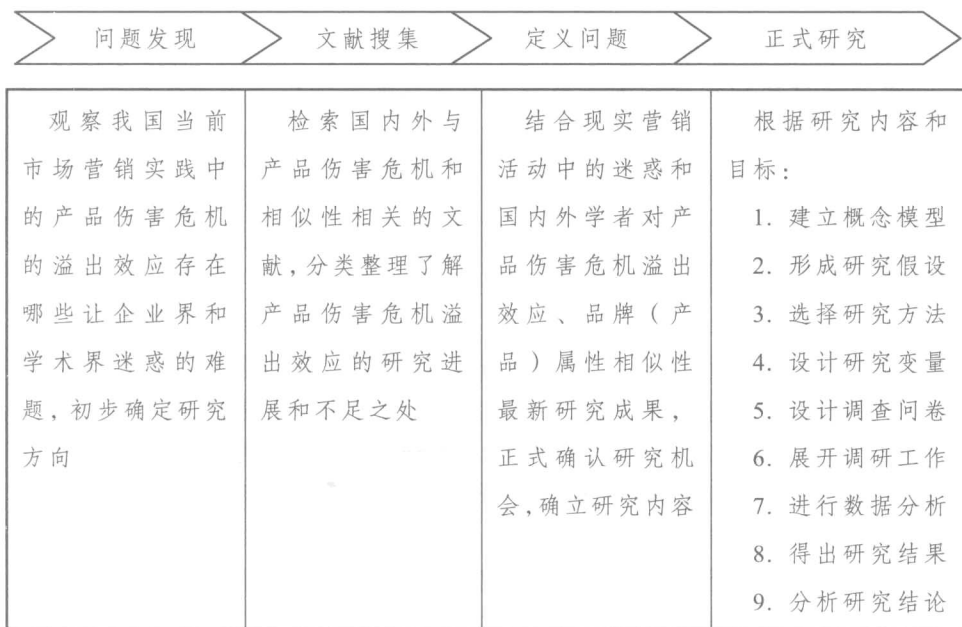 问题发现
文献搜集
定义问题
正式研究
观察我国当前
市场营销实践中
的产品伤害危机
的溢出效应存在
哪些让企业界和
学术界迷惑的难
题,初步确定研究
方向
检索国内外与
产品伤害危机和
相似性相关的文
献,分类整理了解
产品伤害危机溢
出效应的研究进
展和不足之处
结合现实营销
活动中的迷惑和
国内外学者对产
品伤害危机溢出
效应、品牌(产
品)属性相似性
最新研究成果,
正式确认研究机
会,确立研究内容
根据研究内容和
目标:
1. 建立概念模型
2. 形成研究假设
3. 选择研究方法
4. 设计研究变量
5. 设计调查问卷
6. 展开调研工作
7. 进行数据分析
8. 得出研究结果
9. 分析研究结论